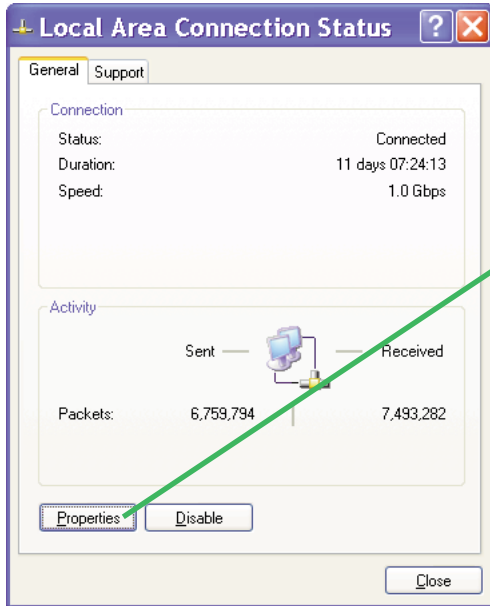 Local Area Connection Status
General Support
Connection
Status: Connected
Duration: 11 days 07:24:13
Speed: 1.0 Gbps
Activity
Sent Received
Packets: 6,759,794 7,493,282
Properties Disable
Close